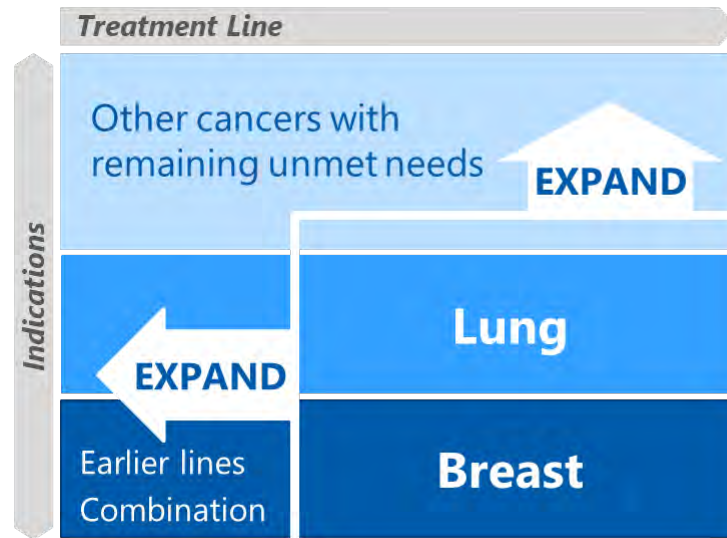 Treatment Line
Indications
Other cancers with
remaining unmet needs
EXPAND
Lung
EXPAND
Earlier lines
Combination
Breast